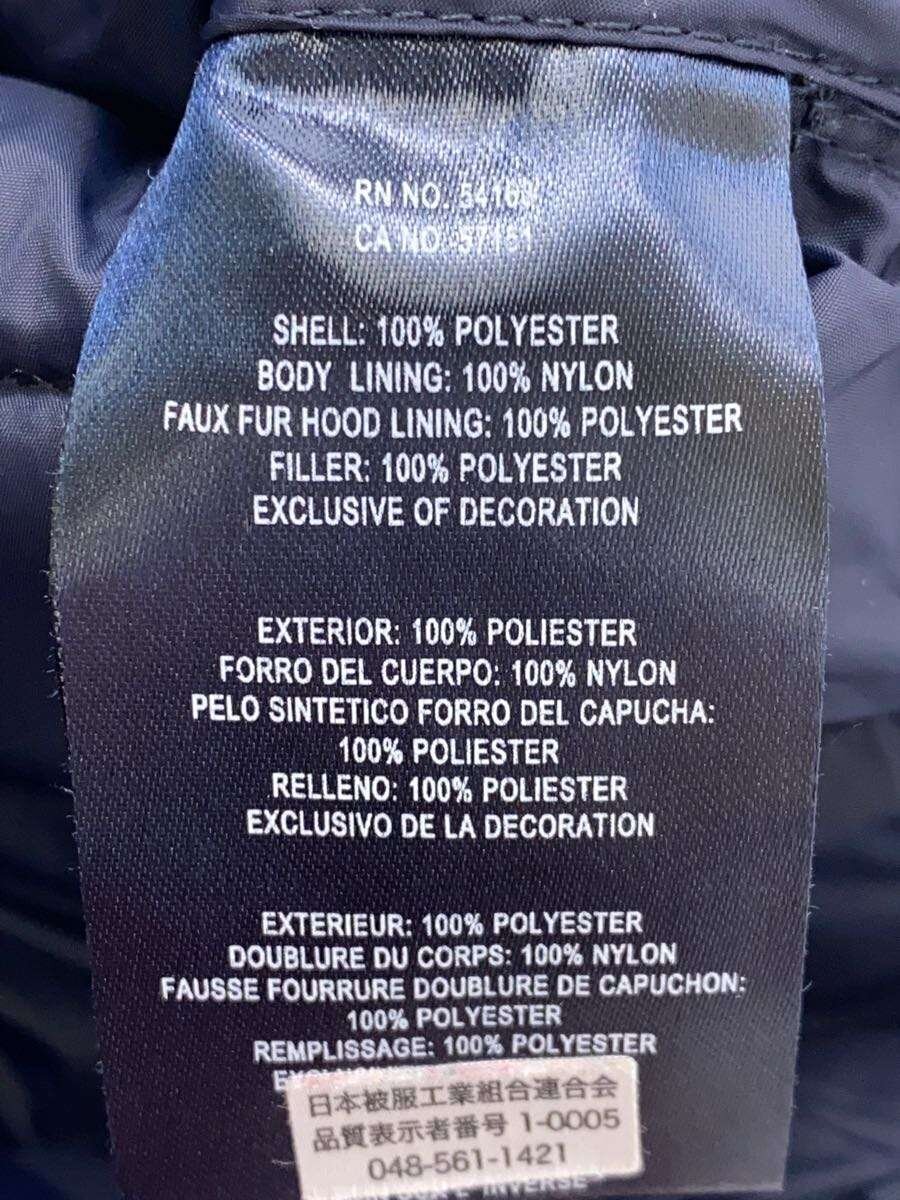 RN NO. 54163
CA NO. 57151
SHELL: 100% POLYESTER
BODY LINING: 100% NYLON
FAUX FUR HOOD LINING: 100% POLYESTER
FILLER: 100% POLYESTER
EXCLUSIVE OF DECORATION
EXTERIOR: 100% POLIESTER
FORRO DEL CUERPO: 100% NYLON
PELO SINTETICO FORRO DEL CAPUCHA:
100% POLIESTER
RELLENO: 100% POLIESTER
EXCLUSIVO DE LA DECORATION
EXTERIEUR: 100% POLYESTER
DOUBLURE DU CORPS: 100% NYLON
FAUSSE FOURRURE DOUBLURE DE CAPUCHON:
100% POLYESTER
REMPLISSAGE: 100% POLYESTER
日本被服工業組合連合会
品質表示者番号 1-0005
048-561-1421